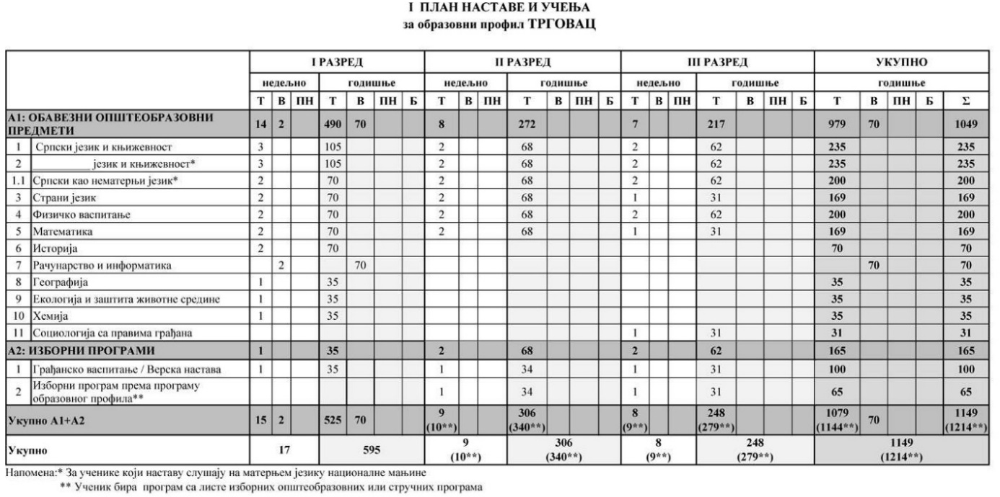 I ПЛАН НАСТАВЕ И УЧЕЊА
за образовни профил ТРГОВАЦ
I РАЗРЕД II РАЗРЕД III РАЗРЕД УКУПНО
недељно годишње недељно годишње недељно годишње годишње
Т В ПН Т В ПН Б Т В ПН Т В ПН Б Т В ПН Т В ПН Б Т В ПН Б Σ
А1: ОБАВЕЗНИ ОПШТЕОБРАЗОВНИ
ПРЕДМЕТИ 14 2 490 70 8 272 7 217 979 70 1049
1 Српски језик и књижевност 3 105 2 68 2 62 235 235
2 ___________ језик и књижевност* 3 105 2 68 2 62 235 235
1.1 Српски као нематерњи језик* 2 70 2 68 2 62 200 200
3 Страни језик 2 70 2 68 1 31 169 169
4 Физичко васпитање 2 70 2 68 2 62 200 200
5 Математика 2 70 2 68 1 31 169 169
6 Историја 2 70 70 70
7 Рачунарство и информатика 2 70 70 70
8 Географија 1 35 35 35
9 Екологија и заштита животне средине 1 35 35 35
10 Хемија 1 35 35 35
11 Социологија са правима грађана 1 31 31 31
А2: ИЗБОРНИ ПРОГРАМИ 1 35 2 68 2 62 165 165
1 Грађанско васпитање / Верска настава 1 35 1 34 1 31 100 100
2 Изборни програм према програму
образовног профила** 1 34 1 31 65 65
Укупно А1+А2 15 2 525 70 9 306 8 248 1079 70 1149
(10**) (340**) (9**) (279**) (1144**) (1214**)
Укупно 17 595 9 306 8 248 1149
(10**) (340**) (9**) (279**) (1214**)
Напомена:* За ученике који наставу слушају на матерњем језику националне мањине
** Ученик бира програм са листе изборних општеобразовних или стручних програма